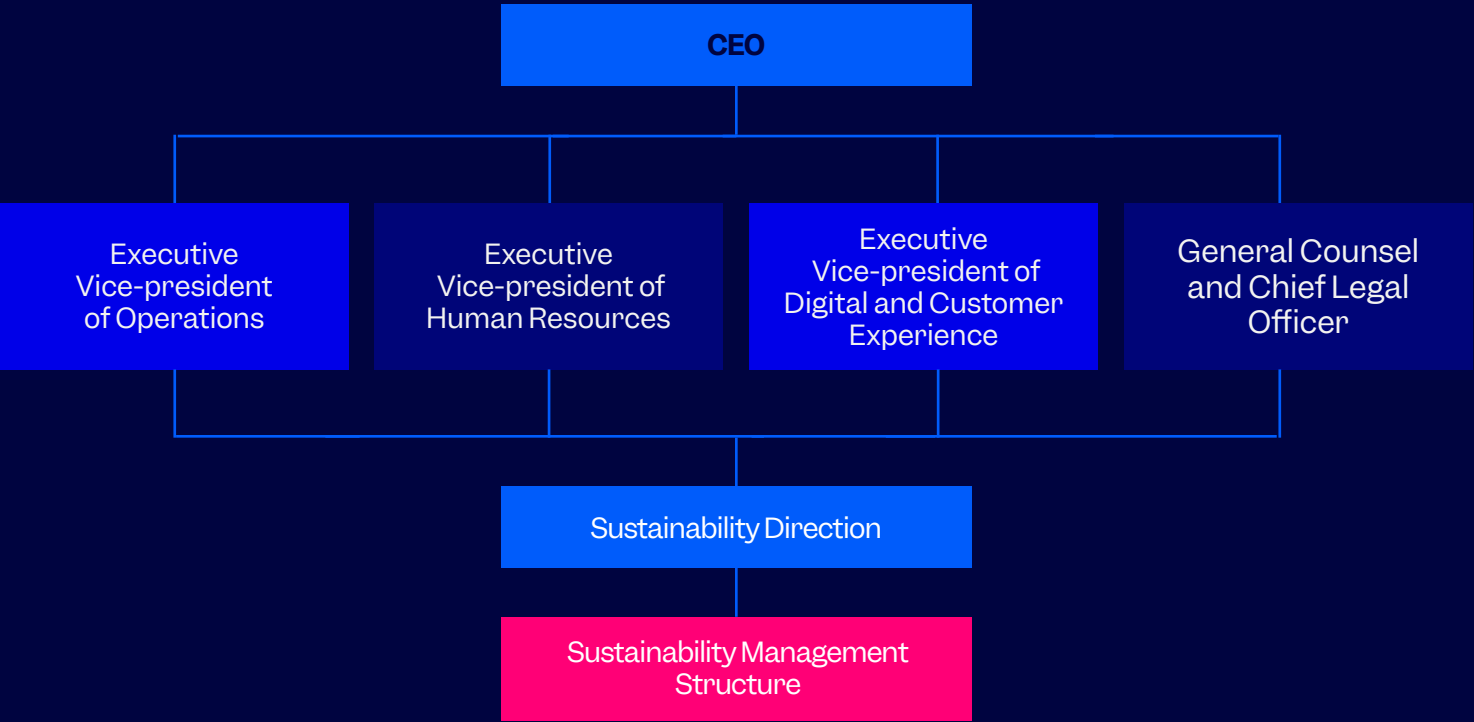 CEO
Executive
Vice-president
of Operations
Executive
Vice-president of
Human Resources
Executive
Vice-president of
Digital and Customer
Experience
General Counsel
and Chief Legal
Officer
Sustainability Direction
Sustainability Management
Structure